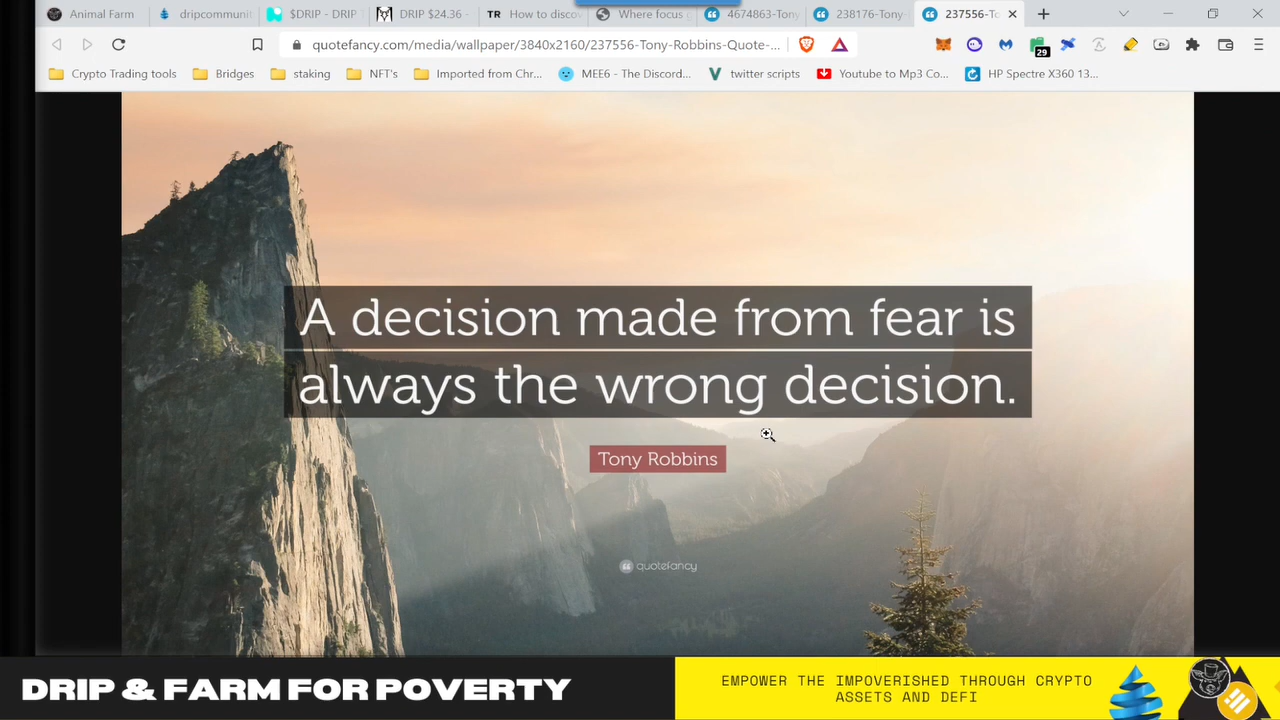 Animal Farm
dripcommuni
$DRIP - DRIP
DRIP $24.36 -
TR How to discov
Where focus g
4674863-Tony
238176-Tony-
237556-To
quotefancy.com/media/wallpaper/3840x2160/237556-Tony-Robbins-Quote-...
29
Crypto Trading tools
Bridges
staking
NFT's
Imported from Chr...
MEE6 - The Discord...
twitter scripts
Youtube to Mp3 Co...
HP Spectre X360 13...
A decision made from fear is
always the wrong decision.
Tony Robbins
quotefancy
DRIP & FARM FOR POVERTY
EMPOWER THE IMPOVERISHED THROUGH CRYPTO
ASSETS AND DEFI